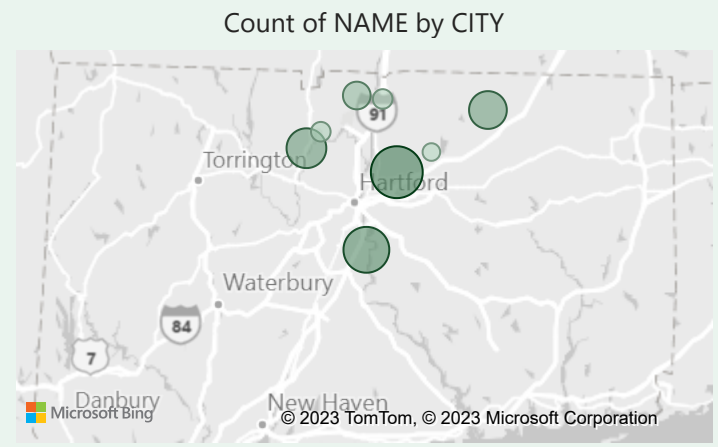 Count of NAME by CITY
91
Torrington
Hartford
Waterbury
84
7
Danbury
New Haven
Microsoft Bing
© 2023 TomTom, © 2023 Microsoft Corporation